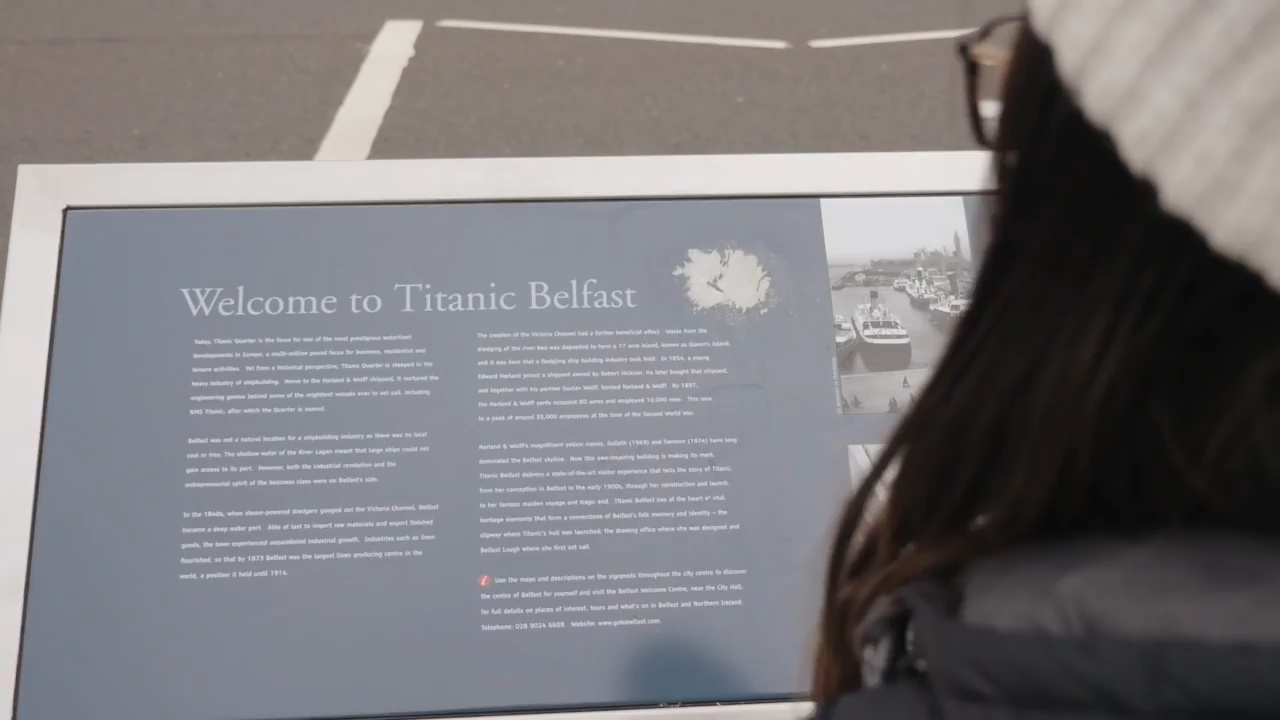 Welcome to Titanic Belfast
Today, Titanic Quarter is the focus for one of the most prestigious waterfront
developments in Europe, a multi-million pound focus for business, residential and
leisure activities. Yet from a historical perspective, Titanic Quarter is steeped in the
heavy industry of shipbuilding. Home to the Harland & Wolff shipyard, it nurtured the
engineering genius behind some of the mightiest vessels ever to set sail, including
RMS Titanic, after which the Quarter is named.
Belfast was not a natural location for a shipbuilding industry as there was no local
coal or iron. The shallow water of the River Lagan meant that large ships could not
gain access to its port. However, both the industrial revolution and the
entrepreneurial spirit of the business class were on Belfast's side.
In the 1840s, when steam-powered dredgers gouged out the Victoria Channel, Belfast
became a deep water port. Able at last to import raw materials and export finished
goods, the town experienced unparalleled industrial growth. Industries such as linen
flourished, so that by 1873 Belfast was the largest linen producing centre in the
world, a position it held until 1914.
The creation of the Victoria Channel had a further beneficial effect. Waste from the
dredging of the river bed was deposited to form a 17 acre island, known as Queen's Island,
and it was here that a fledgling ship building industry took hold. In 1854, a young
Edward Harland joined a shipyard owned by Robert Hickson. He later bought that shipyard,
and together with his partner Gustav Wolff, formed Harland & Wolff. By 1897,
the Harland & Wolff yards occupied 80 acres and employed 10,000 men. This rose
to a peak of around 35,000 employees at the time of the Second World War.
Harland & Wolff's magnificent yellow cranes, Goliath (1969) and Samson (1974) have long
dominated the Belfast skyline. Now this awe-inspiring building is making its mark.
Titanic Belfast delivers a state-of-the-art visitor experience that tells the story of Titanic,
from her conception in Belfast in the early 1900s, through her construction and launch,
to her famous maiden voyage and tragic end. Titanic Belfast lies at the heart of vital
heritage elements that form a cornerstone of Belfast's folk memory and identity – the
slipway where Titanic's hull was launched; the drawing office where she was designed and
Belfast Lough where she first set sail.
i Use the maps and descriptions on the signposts throughout the city centre to discover
the centre of Belfast for yourself and visit the Belfast Welcome Centre, near the City Hall,
for full details on places of interest, tours and what's on in Belfast and Northern Ireland.
Telephone: 028 9024 6609. Website: www.gotobelfast.com